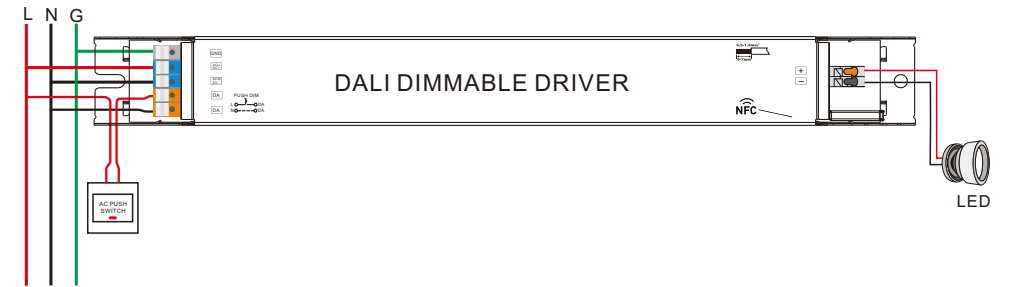 L N G
GND
DA
DA
PUSH DIM
L DA
N DA
DALI DIMMABLE DRIVER
+
−
NFC
AC PUSH
SWITCH
LED